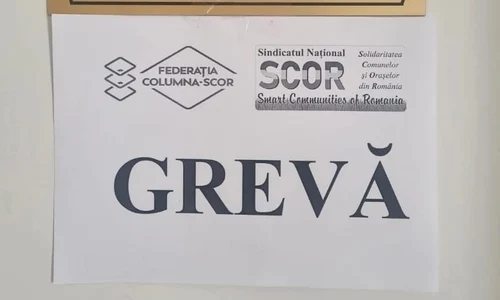 FEDERAȚIA
COLUMNA-SCOR
Sindicatul Național
SCOR
Solidaritatea
Comunelor
și Orașelor
din România
Smart Communities of Romania
GREVĂ